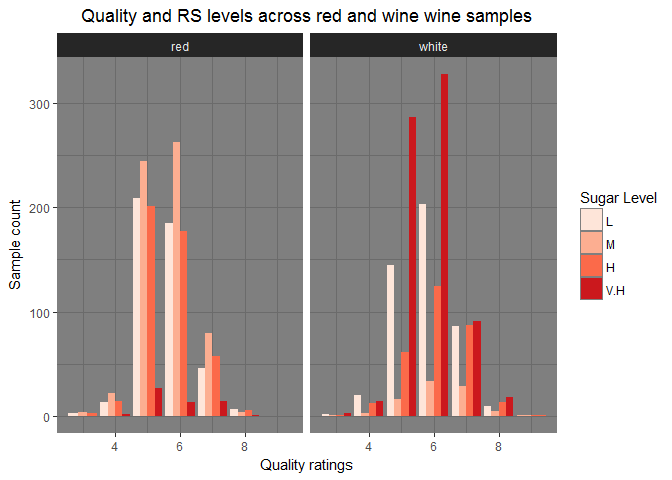 Quality and RS levels across red and wine wine samples
red
white
300
200
100
0
4
6
8
4
6
8
Sample count
Quality ratings
Sugar Level
L
M
H
V.H